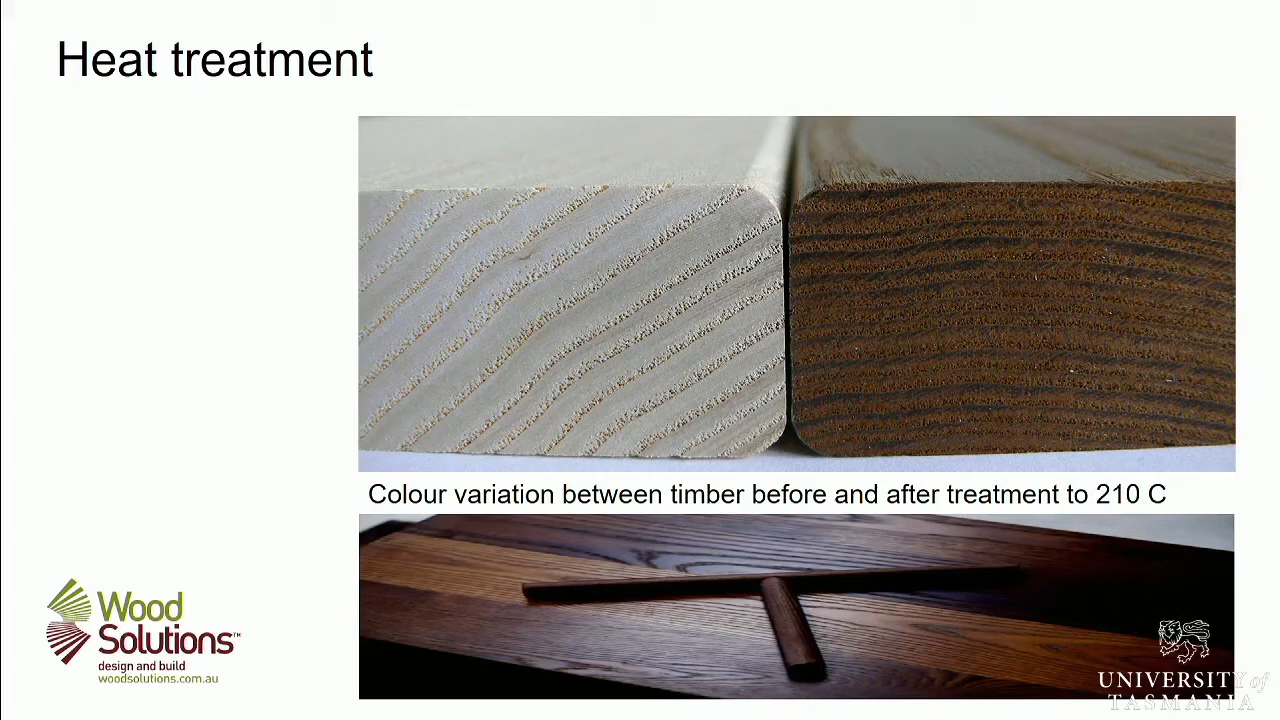 Heat treatment
Colour variation between timber before and after treatment to 210 C
Wood
Solutions™
design and build
woodsolutions.com.au
UNIVERSITY of
TASMANIA